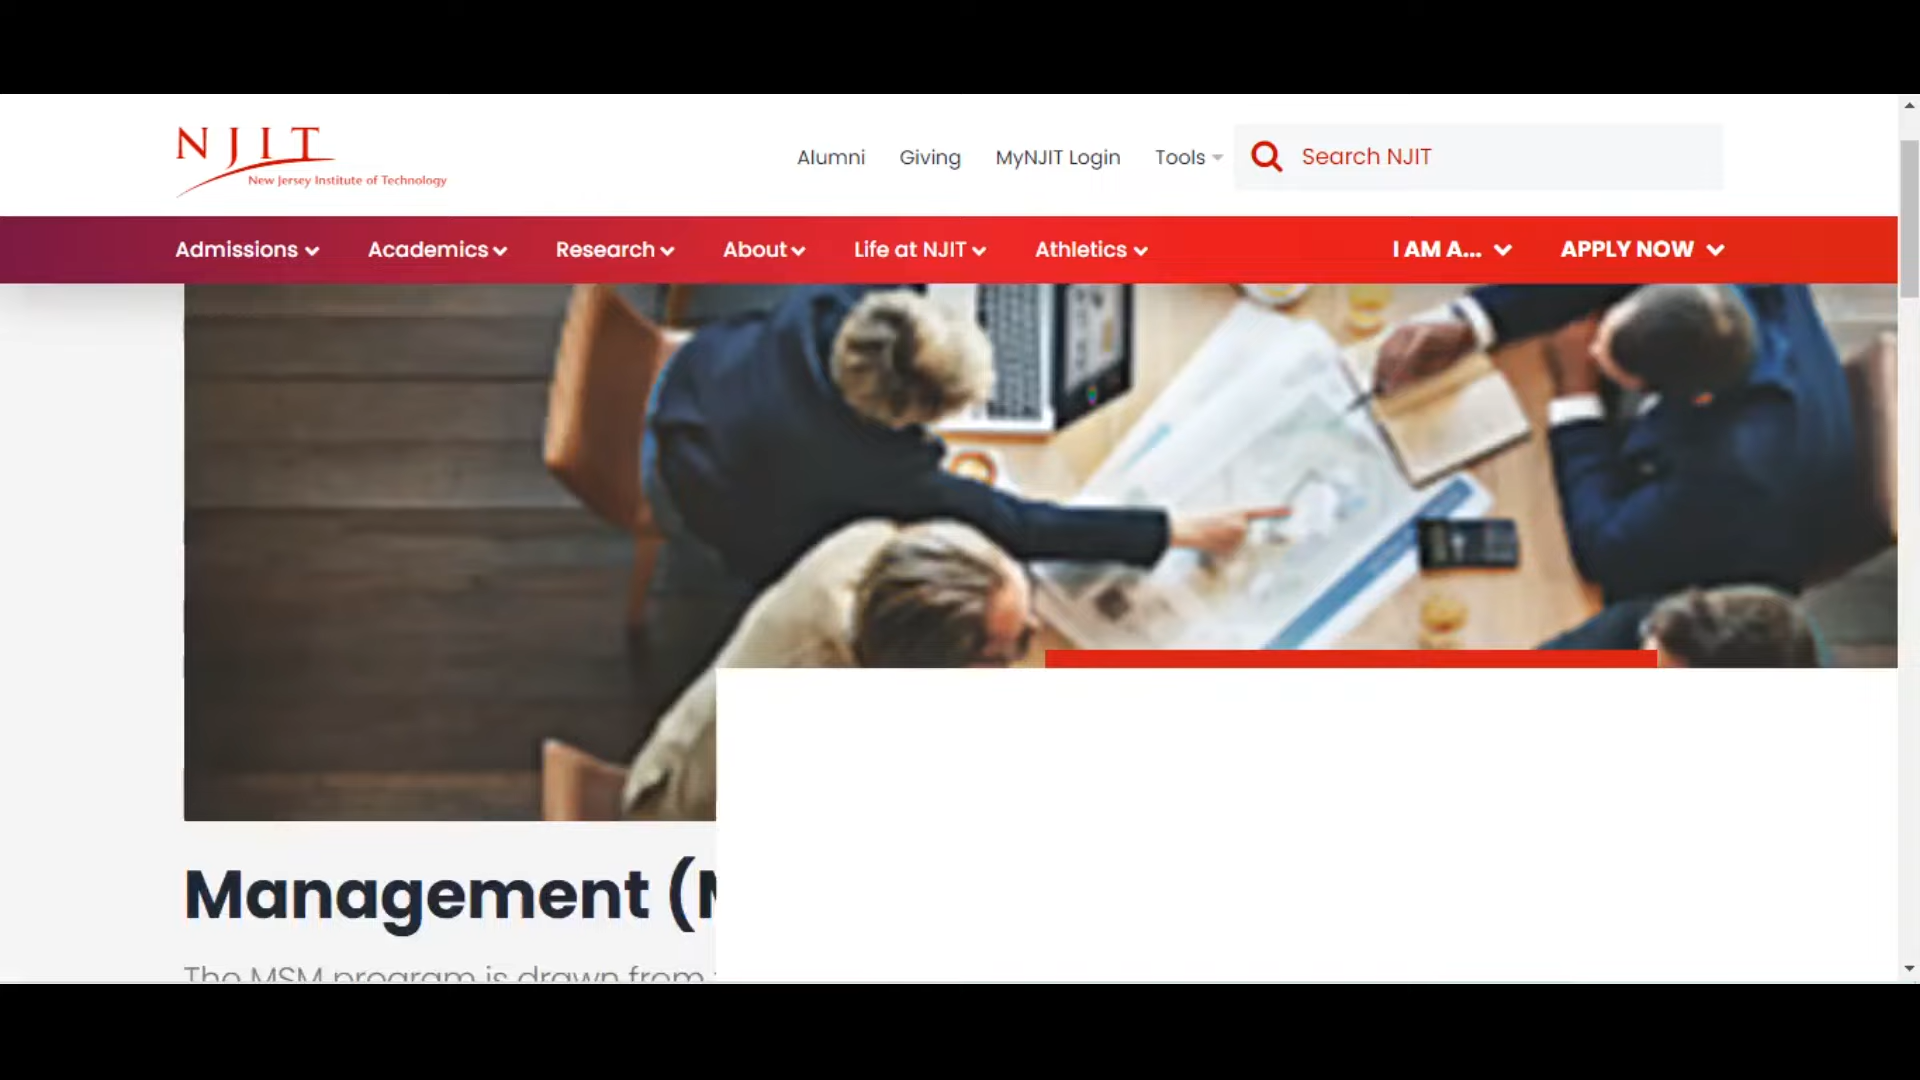 NJIT
New Jersey Institute of Technology
Alumni Giving MyNJIT Login Tools Search NJIT
Admissions Academics Research About Life at NJIT Athletics I AM A... APPLY NOW
Management (
The MSM program is drawn from